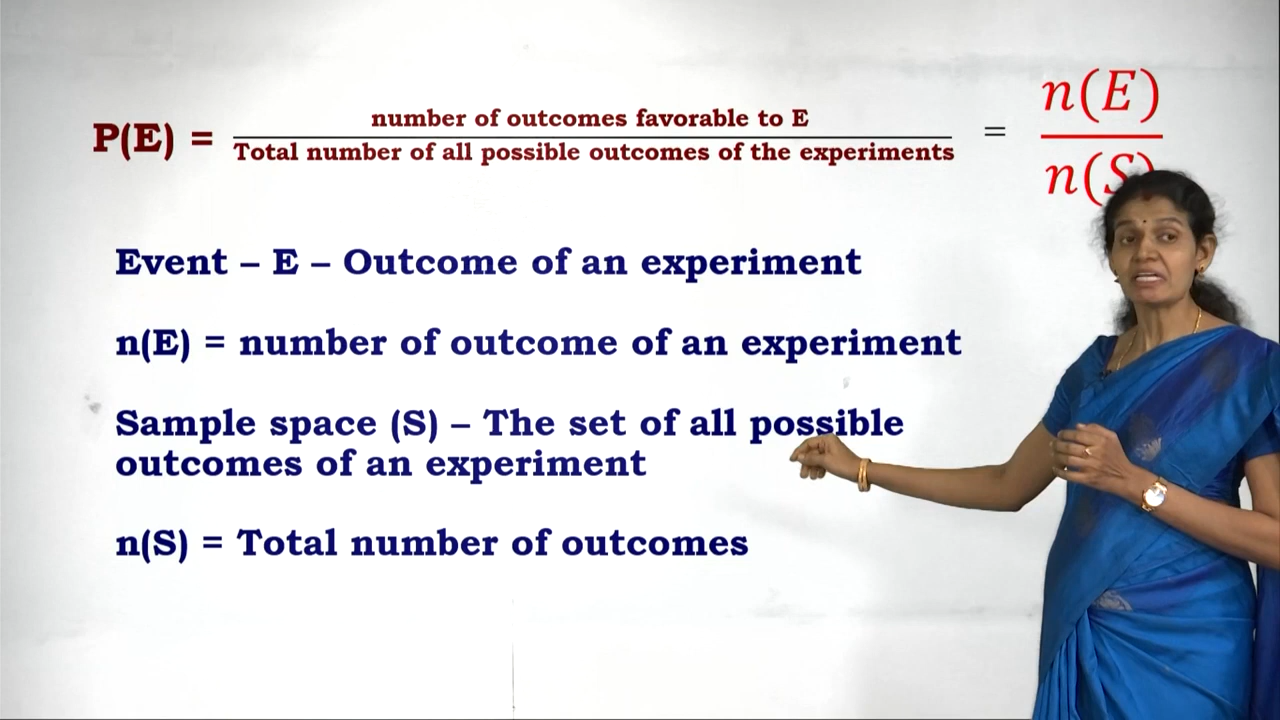 P(E) = number of outcomes favorable to E / Total number of all possible outcomes of the experiments = n(E) / n(S)
Event – E – Outcome of an experiment
n(E) = number of outcome of an experiment
Sample space (S) – The set of all possible
outcomes of an experiment
n(S) = Total number of outcomes